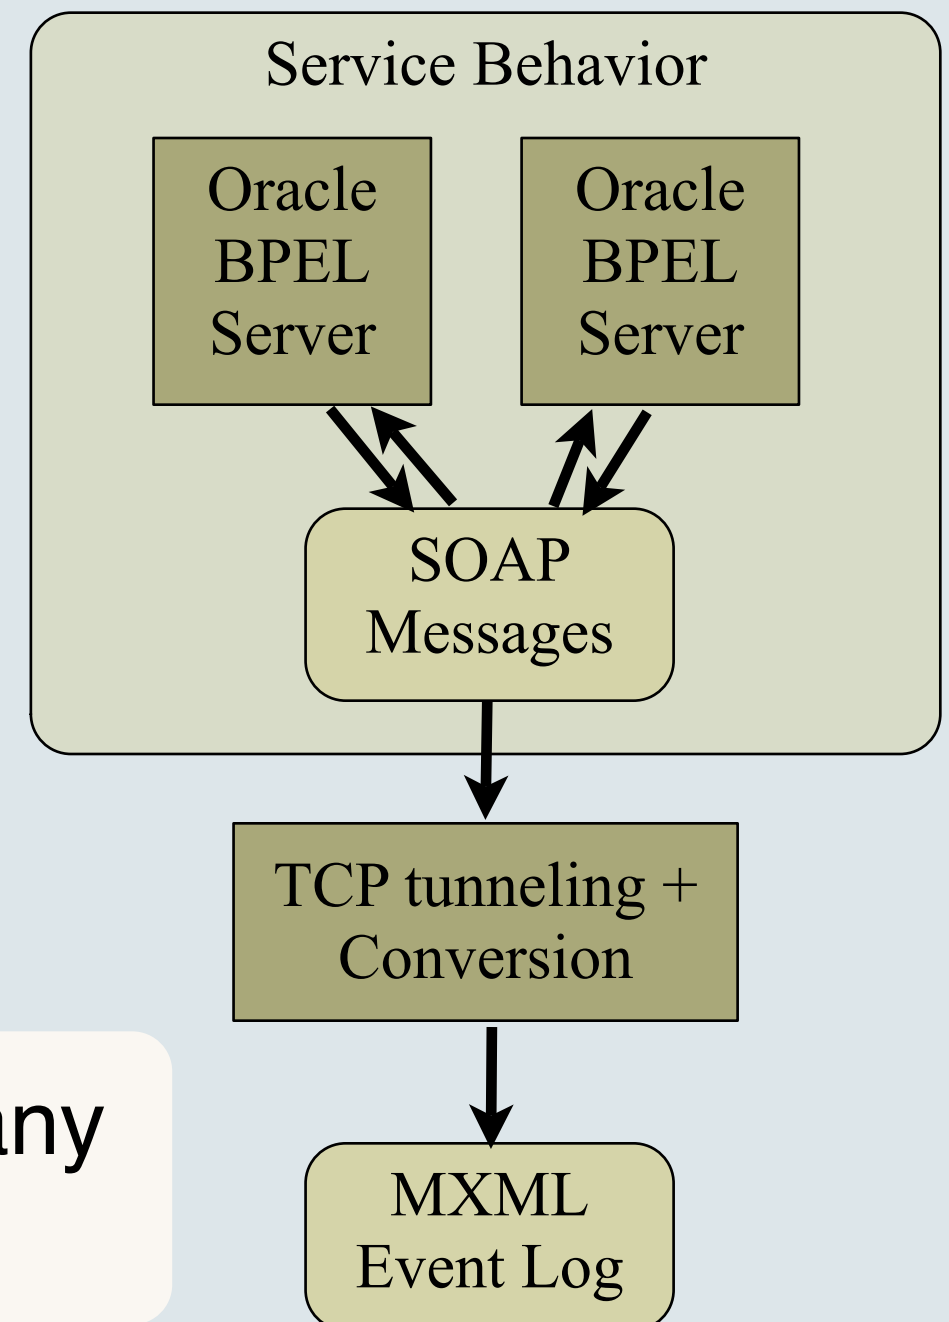 Service Behavior
Oracle
BPEL
Server
Oracle
BPEL
Server
SOAP
Messages
TCP tunneling +
Conversion
MXML
Event Log